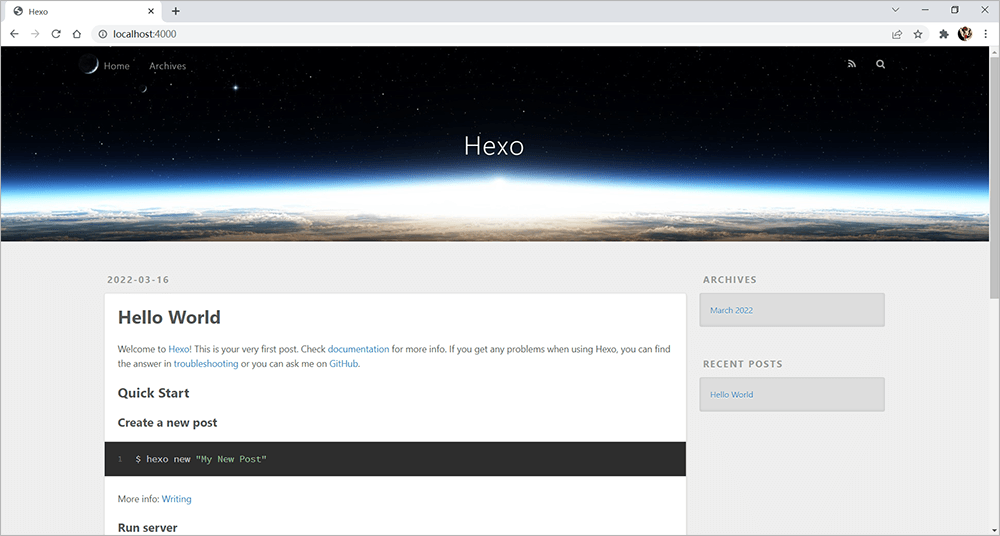 Hexo
localhost:4000
Home Archives
Hexo
2022-03-16
Hello World
Welcome to Hexo! This is your very first post. Check documentation for more info. If you get any problems when using Hexo, you can find
the answer in troubleshooting or you can ask me on GitHub.
Quick Start
Create a new post
1 $ hexo new "My New Post"
More info: Writing
Run server
ARCHIVES
March 2022
RECENT POSTS
Hello World